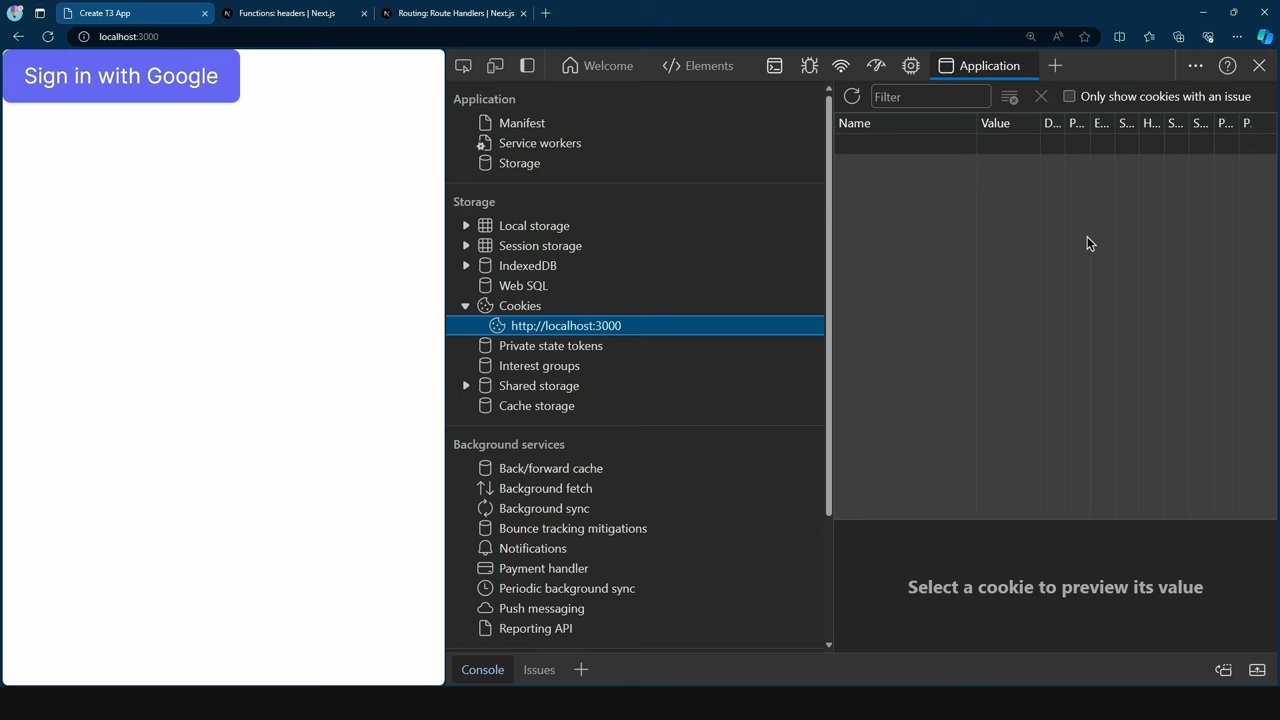 Create T3 App
Functions: headers | Next.js
Routing: Route Handlers | Next.js
localhost:3000
Sign in with Google
Welcome
Elements
Application
Application
Manifest
Service workers
Storage
Storage
Local storage
Session storage
IndexedDB
Web SQL
Cookies
http://localhost:3000
Private state tokens
Interest groups
Shared storage
Cache storage
Background services
Back/forward cache
Background fetch
Background sync
Bounce tracking mitigations
Notifications
Payment handler
Periodic background sync
Push messaging
Reporting API
Filter
Only show cookies with an issue
Name Value D... P... E... S... H... S... S... P... P.
Select a cookie to preview its value
Console
Issues